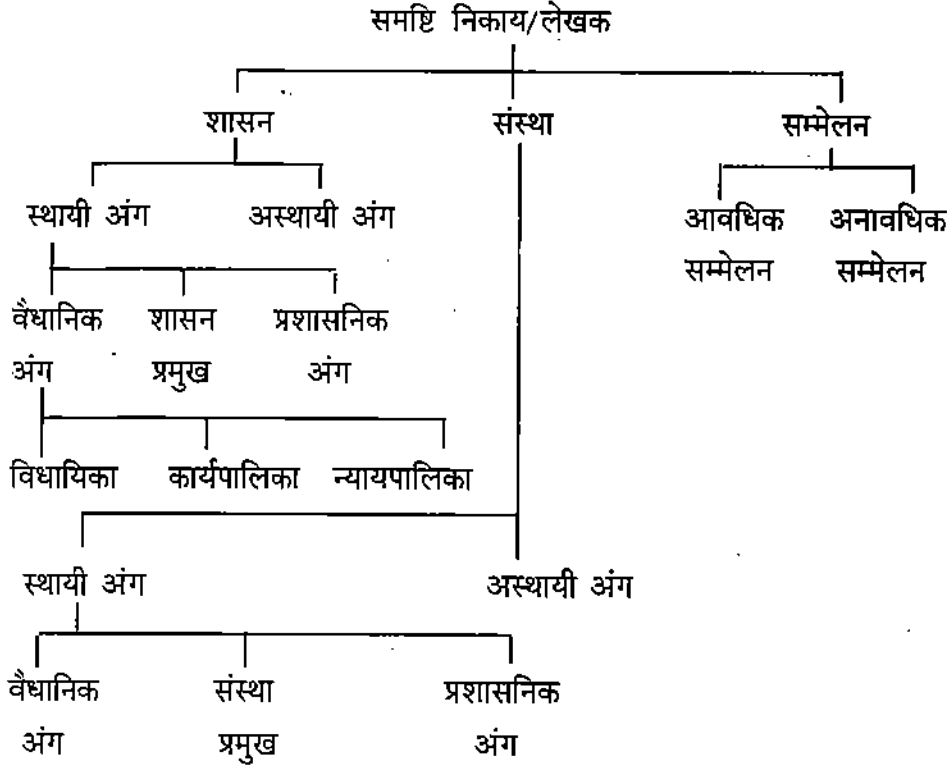 समष्टि निकाय/लेखक
शासन संस्था सम्मेलन
स्थायी अंग अस्थायी अंग आवधिक अनावधिक
सम्मेलन सम्मेलन
वैधानिक शासन प्रशासनिक
अंग प्रमुख अंग
विधायिका कार्यपालिका न्यायपालिका
स्थायी अंग अस्थायी अंग
वैधानिक संस्था प्रशासनिक
अंग प्रमुख अंग